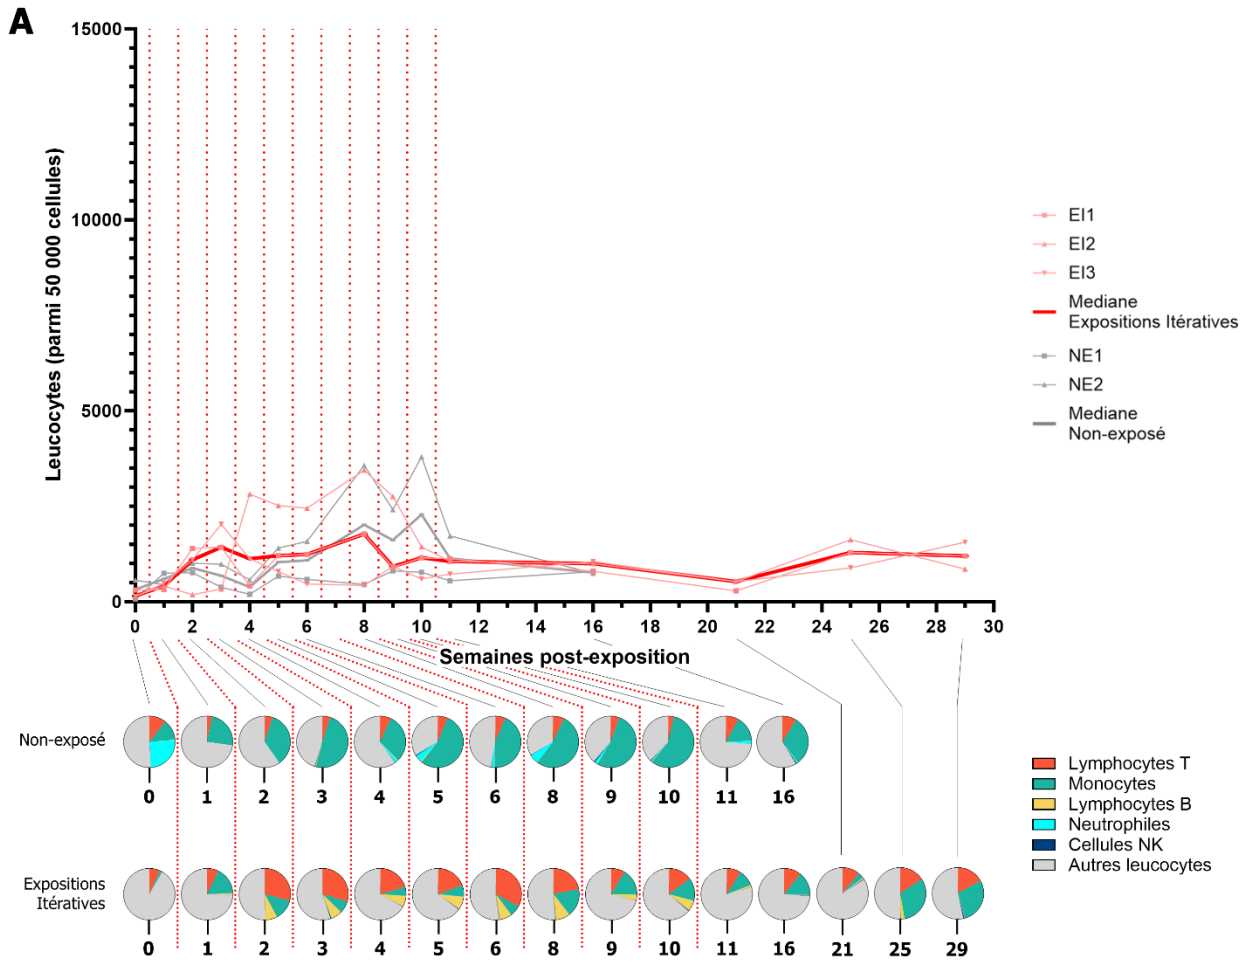 A
15000
10000
5000
0
Leucocytes (parmi 50 000 cellules)
0 2 4 6 8 10 12 14 16 18 20 22 24 26 28 30
Semaines post-exposition
EI1
EI2
EI3
Mediane
Expositions Itératives
NE1
NE2
Mediane
Non-exposé
Non-exposé
0 1 2 3 4 5 6 8 9 10 11 16
Expositions
Itératives
0 1 2 3 4 5 6 8 9 10 11 16 21 25 29
Lymphocytes T
Monocytes
Lymphocytes B
Neutrophiles
Cellules NK
Autres leucocytes